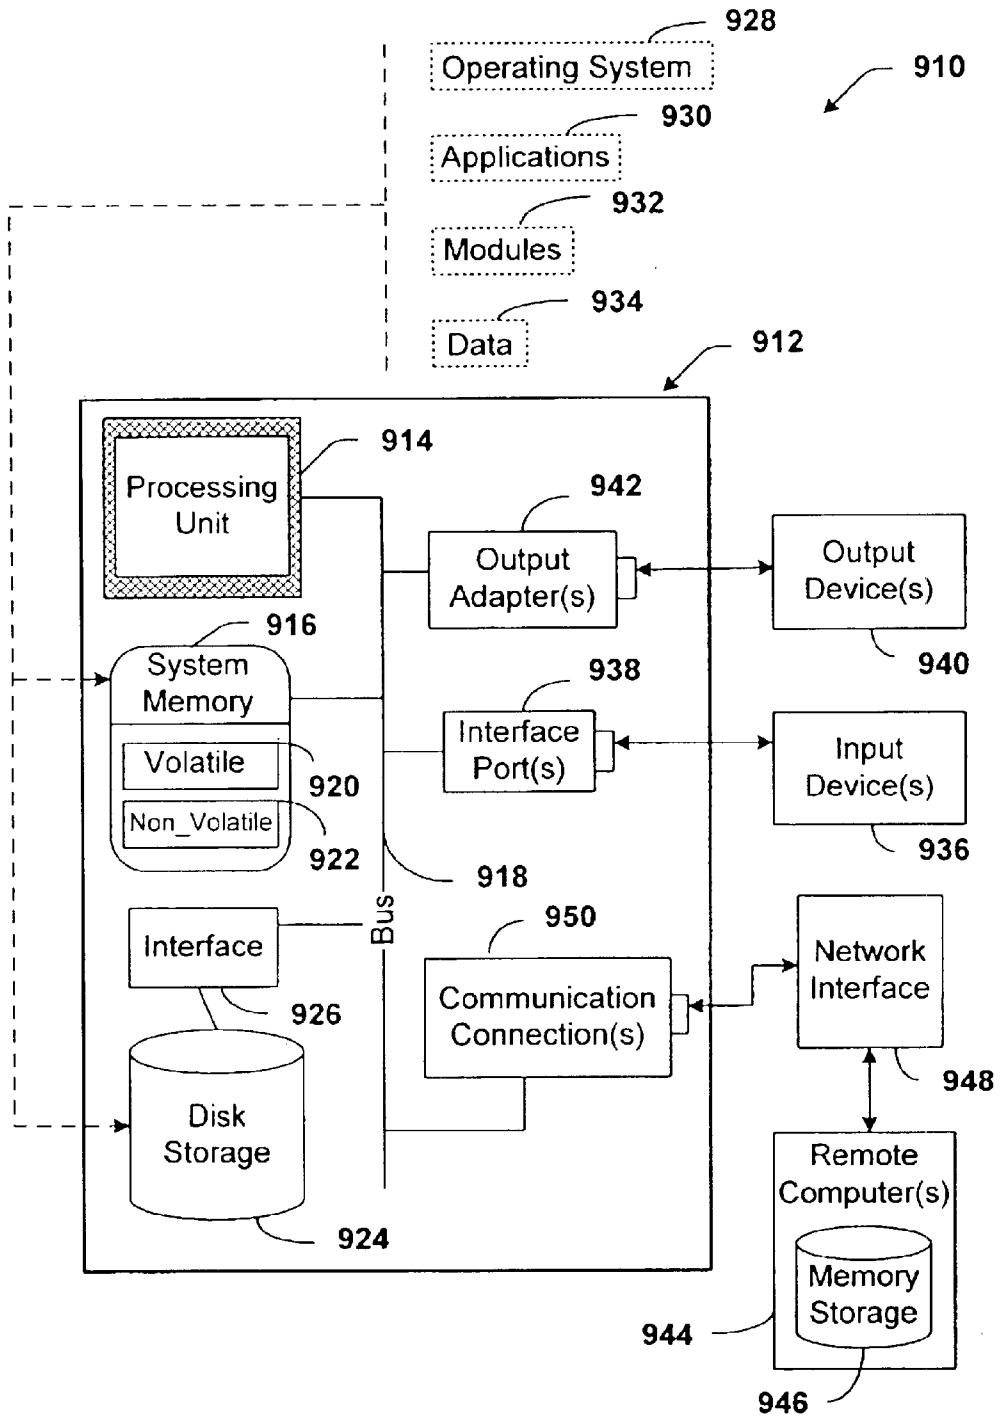 928
Operating System
910
930
Applications
932
Modules
934
Data
912
914
Processing
Unit
942
Output
Adapter(s)
Output
Device(s)
940
916
System
Memory
938
Interface
Port(s)
Input
Device(s)
936
Volatile
920
Non_Volatile
922
918
Bus
950
Interface
926
Communication
Connection(s)
Network
Interface
948
Disk
Storage
924
Remote
Computer(s)
Memory
Storage
944
946